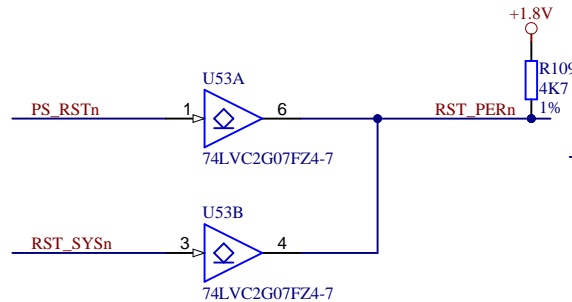 +1.8V
U53A
R109
PS_RSTn
1
6
RST_PERn
4K7
1%
74LVC2G07FZ4-7
U53B
RST_SYSn
3
4
74LVC2G07FZ4-7